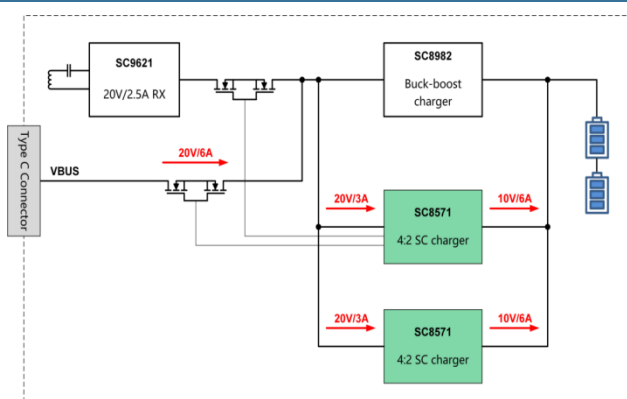 SC9621
20V/2.5A RX
SC8982
Buck-boost
charger
Type C Connector
VBUS
20V/6A
20V/3A
SC8571
4:2 SC charger
10V/6A
20V/3A
SC8571
4:2 SC charger
10V/6A